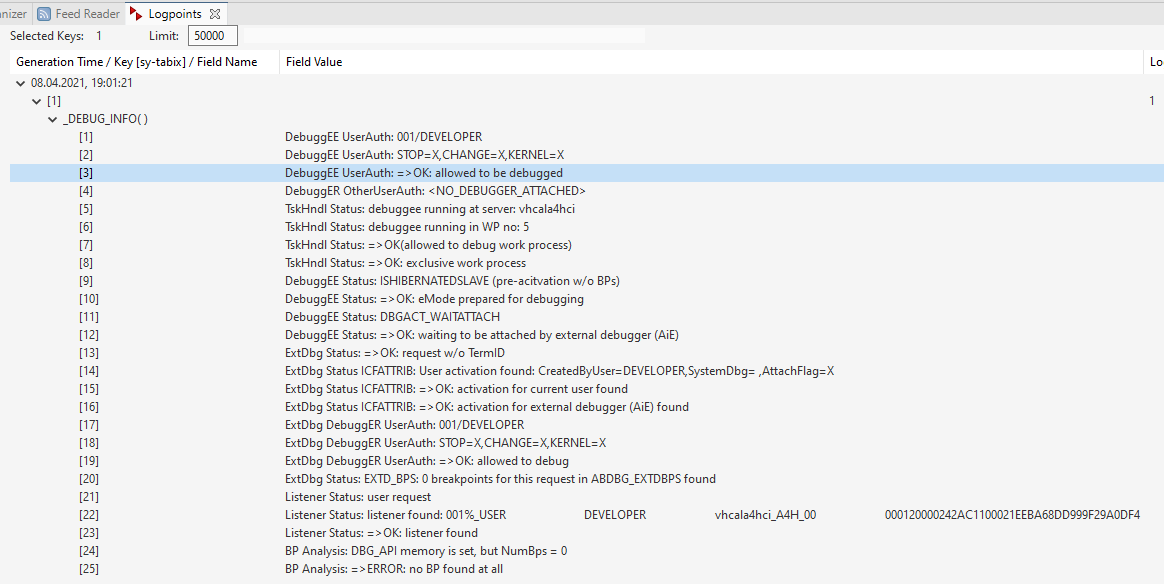 anizer Feed Reader Logpoints
Selected Keys: 1 Limit: 50000
Generation Time / Key [sy-tabix] / Field Name Field Value Lo
08.04.2021, 19:01:21
[1] 1
_DEBUG_INFO( )
[1] DebuggEE UserAuth: 001/DEVELOPER
[2] DebuggEE UserAuth: STOP=X,CHANGE=X,KERNEL=X
[3] DebuggEE UserAuth: =>OK: allowed to be debugged
[4] DebuggER OtherUserAuth: <NO_DEBUGGER_ATTACHED>
[5] TskHndl Status: debuggee running at server: vhcala4hci
[6] TskHndl Status: debuggee running in WP no: 5
[7] TskHndl Status: =>OK(allowed to debug work process)
[8] TskHndl Status: =>OK: exclusive work process
[9] DebuggEE Status: ISHIBERNATEDSLAVE (pre-acitvation w/o BPs)
[10] DebuggEE Status: =>OK: eMode prepared for debugging
[11] DebuggEE Status: DBGACT_WAITATTACH
[12] DebuggEE Status: =>OK: waiting to be attached by external debugger (AiE)
[13] ExtDbg Status: =>OK: request w/o TermID
[14] ExtDbg Status ICFATTRIB: User activation found: CreatedByUser=DEVELOPER,SystemDbg= ,AttachFlag=X
[15] ExtDbg Status ICFATTRIB: =>OK: activation for current user found
[16] ExtDbg Status ICFATTRIB: =>OK: activation for external debugger (AiE) found
[17] ExtDbg DebuggER UserAuth: 001/DEVELOPER
[18] ExtDbg DebuggER UserAuth: STOP=X,CHANGE=X,KERNEL=X
[19] ExtDbg DebuggER UserAuth: =>OK: allowed to debug
[20] ExtDbg Status: EXTD_BPS: 0 breakpoints for this request in ABDBG_EXTDBPS found
[21] Listener Status: user request
[22] Listener Status: listener found: 001%_USER DEVELOPER vhcala4hci_A4H_00 000120000242AC1100021EEBA68DD999F29A0DF4
[23] Listener Status: =>OK: listener found
[24] BP Analysis: DBG_API memory is set, but NumBps = 0
[25] BP Analysis: =>ERROR: no BP found at all